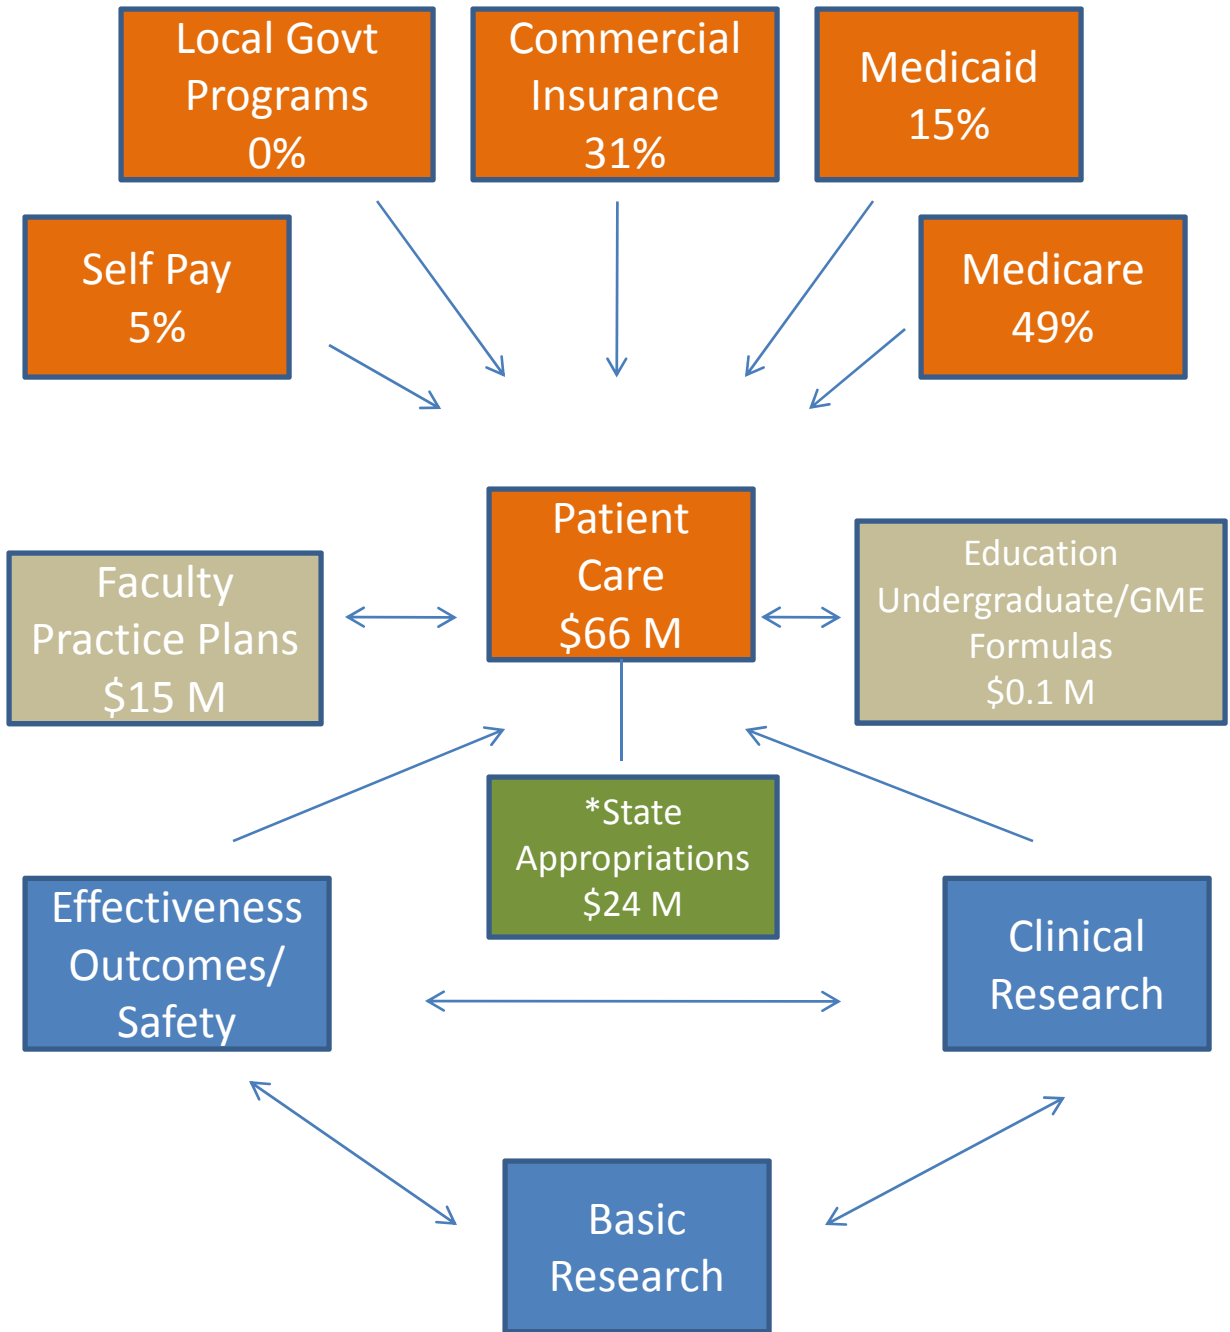 Local Govt
Programs
0%
Commercial
Insurance
31%
Medicaid
15%
Self Pay
5%
Medicare
49%
Patient
Care
$66 M
Faculty
Practice Plans
$15 M
Education
Undergraduate/GME
Formulas
$0.1 M
*State
Appropriations
$24 M
Effectiveness
Outcomes/
Safety
Clinical
Research
Basic
Research